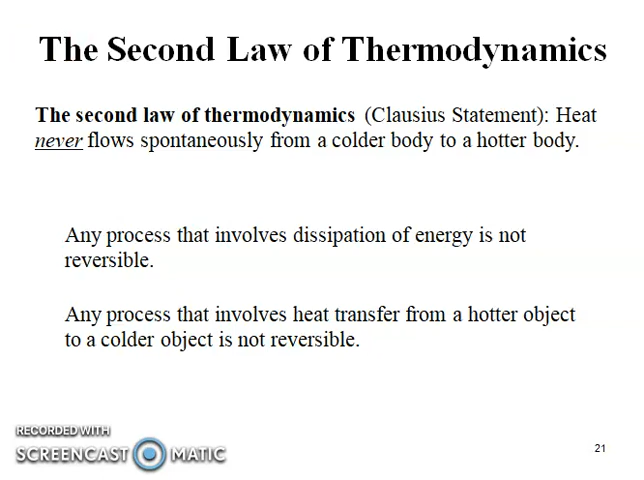 The Second Law of Thermodynamics
The second law of thermodynamics (Clausius Statement): Heat
never flows spontaneously from a colder body to a hotter body.
Any process that involves dissipation of energy is not
reversible.
Any process that involves heat transfer from a hotter object
to a colder object is not reversible.
RECORDED WITH
SCREENCAST MATIC
21